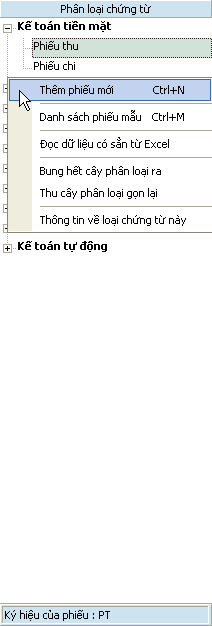 Phân loại chứng từ
Kế toán tiền mặt
Phiếu thu
Phiếu chi
Thêm phiếu mới Ctrl+N
Danh sách phiếu mẫu Ctrl+M
Đọc dữ liệu có sẳn từ Excel
Bung hết cây phân loại ra
Thu cây phân loại gọn lại
Thông tin về loại chứng từ này
Kế toán tự động
Ký hiệu của phiếu : PT